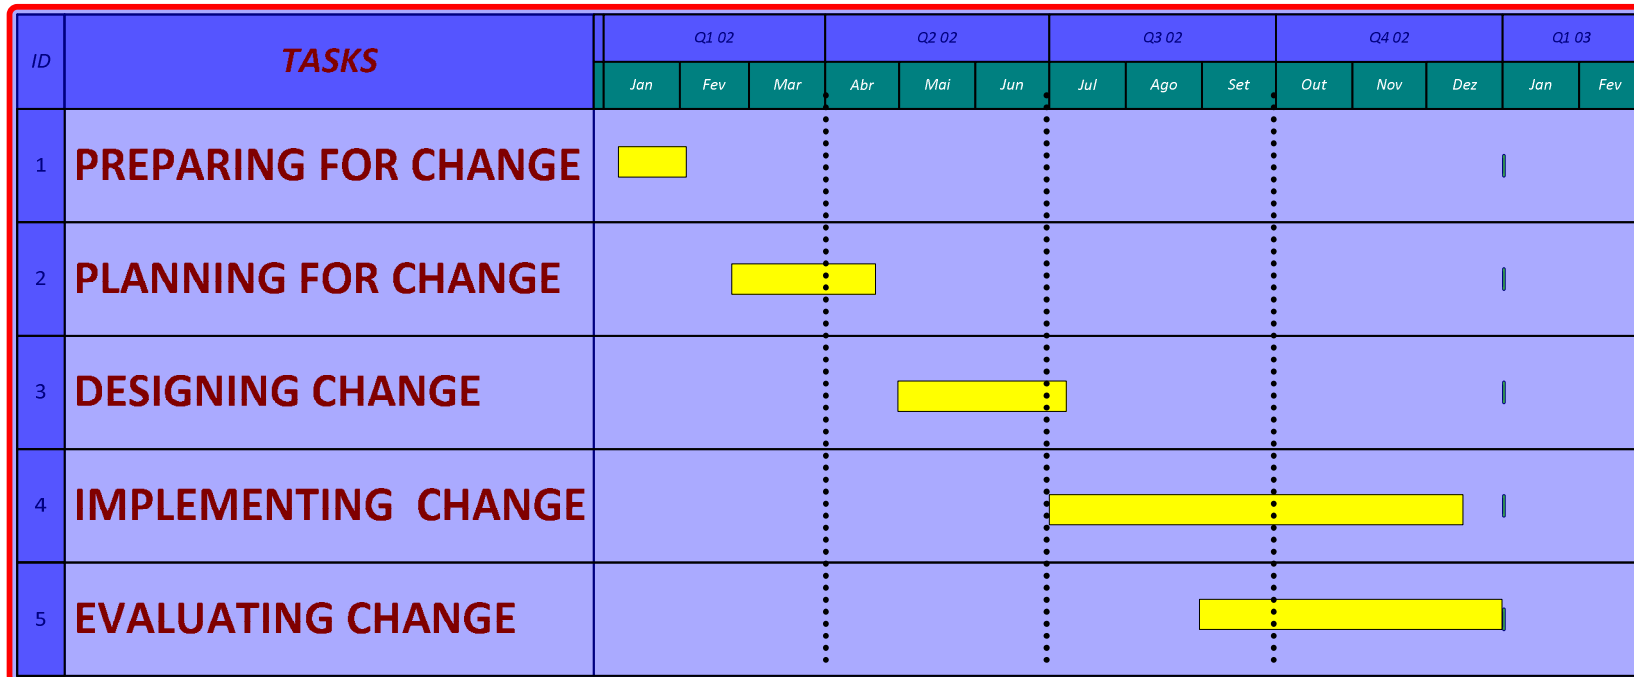 ID TASKS Q1 02 Q2 02 Q3 02 Q4 02 Q1 03
Jan Fev Mar Abr Mai Jun Jul Ago Set Out Nov Dez Jan Fev
1 PREPARING FOR CHANGE
2 PLANNING FOR CHANGE
3 DESIGNING CHANGE
4 IMPLEMENTING CHANGE
5 EVALUATING CHANGE